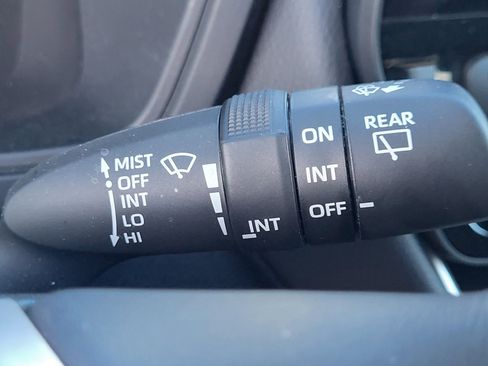 MIST
OFF
INT
LO
HI
INT
ON
INT
OFF
REAR